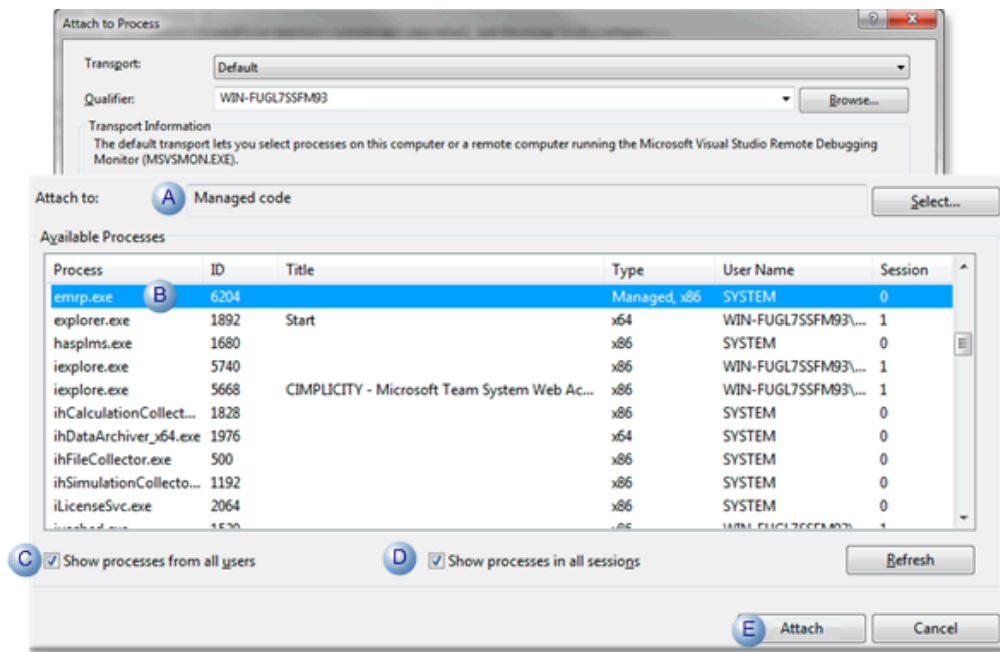 Attach to Process
Transport: Default
Qualifier: WIN-FUGL7SSFM93 Browse...
Transport Information
The default transport lets you select processes on this computer or a remote computer running the Microsoft Visual Studio Remote Debugging
Monitor (MSVSMON.EXE).
Attach to: A Managed code Select...
Available Processes
Process ID Title Type User Name Session
emrp.exe B 6204 Managed, x86 SYSTEM 0
explorer.exe 1892 Start x64 WIN-FUGL7SSFM93\... 1
hasplms.exe 1680 x86 SYSTEM 0
iexplore.exe 5740 x86 WIN-FUGL7SSFM93\... 1
iexplore.exe 5668 CIMPLICITY - Microsoft Team System Web Ac... x86 WIN-FUGL7SSFM93\... 1
ihCalculationCollect... 1828 x86 SYSTEM 0
ihDataArchiver_x64.exe 1976 x64 SYSTEM 0
ihFileCollector.exe 500 x86 SYSTEM 0
ihSimulationCollecto... 1192 x86 SYSTEM 0
iLicenseSvc.exe 2064 x86 SYSTEM 0
C Show processes from all users D Show processes in all sessions Refresh
E Attach Cancel